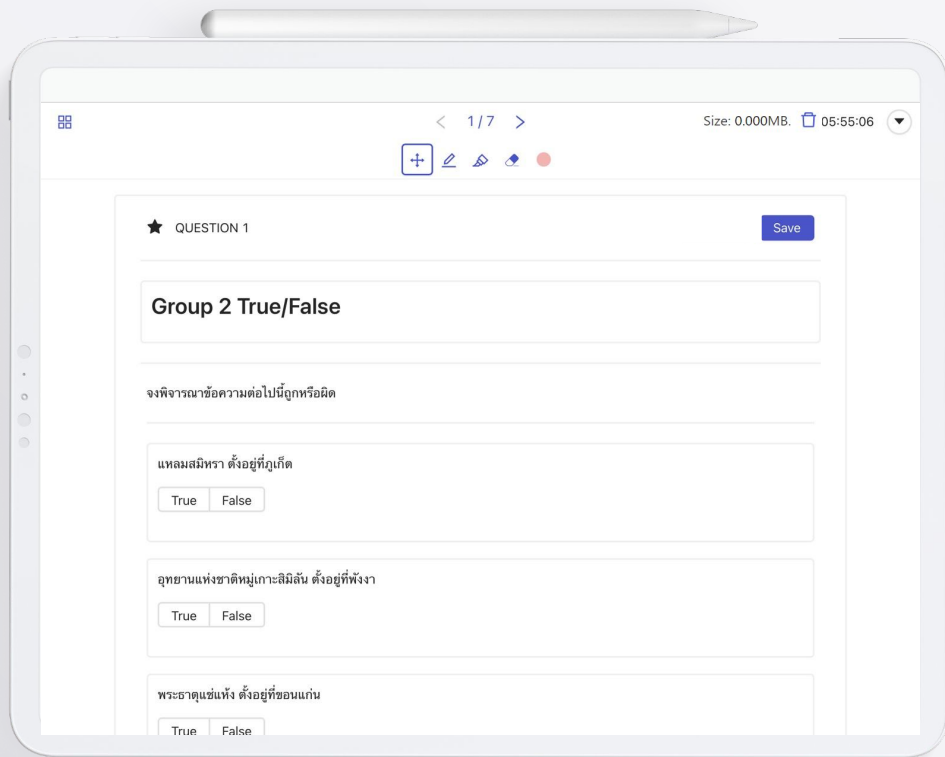 1/7
Size: 0.000MB. 05:55:06
QUESTION 1
Save
Group 2 True/False
จงพิจารณาข้อความต่อไปนี้ถูกหรือผิด
แหลมสมิหรา ตั้งอยู่ที่ภูเก็ต
True False
อุทยานแห่งชาติหมู่เกาะสิมิลัน ตั้งอยู่ที่พังงา
True False
พระธาตุแช่แห้ง ตั้งอยู่ที่ขอนแก่น
True False